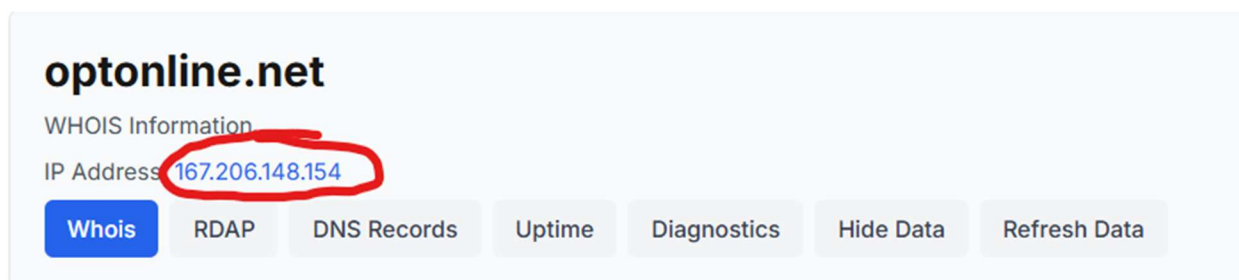 optonline.net
WHOIS Information
IP Address 167.206.148.154
Whois RDAP DNS Records Uptime Diagnostics Hide Data Refresh Data